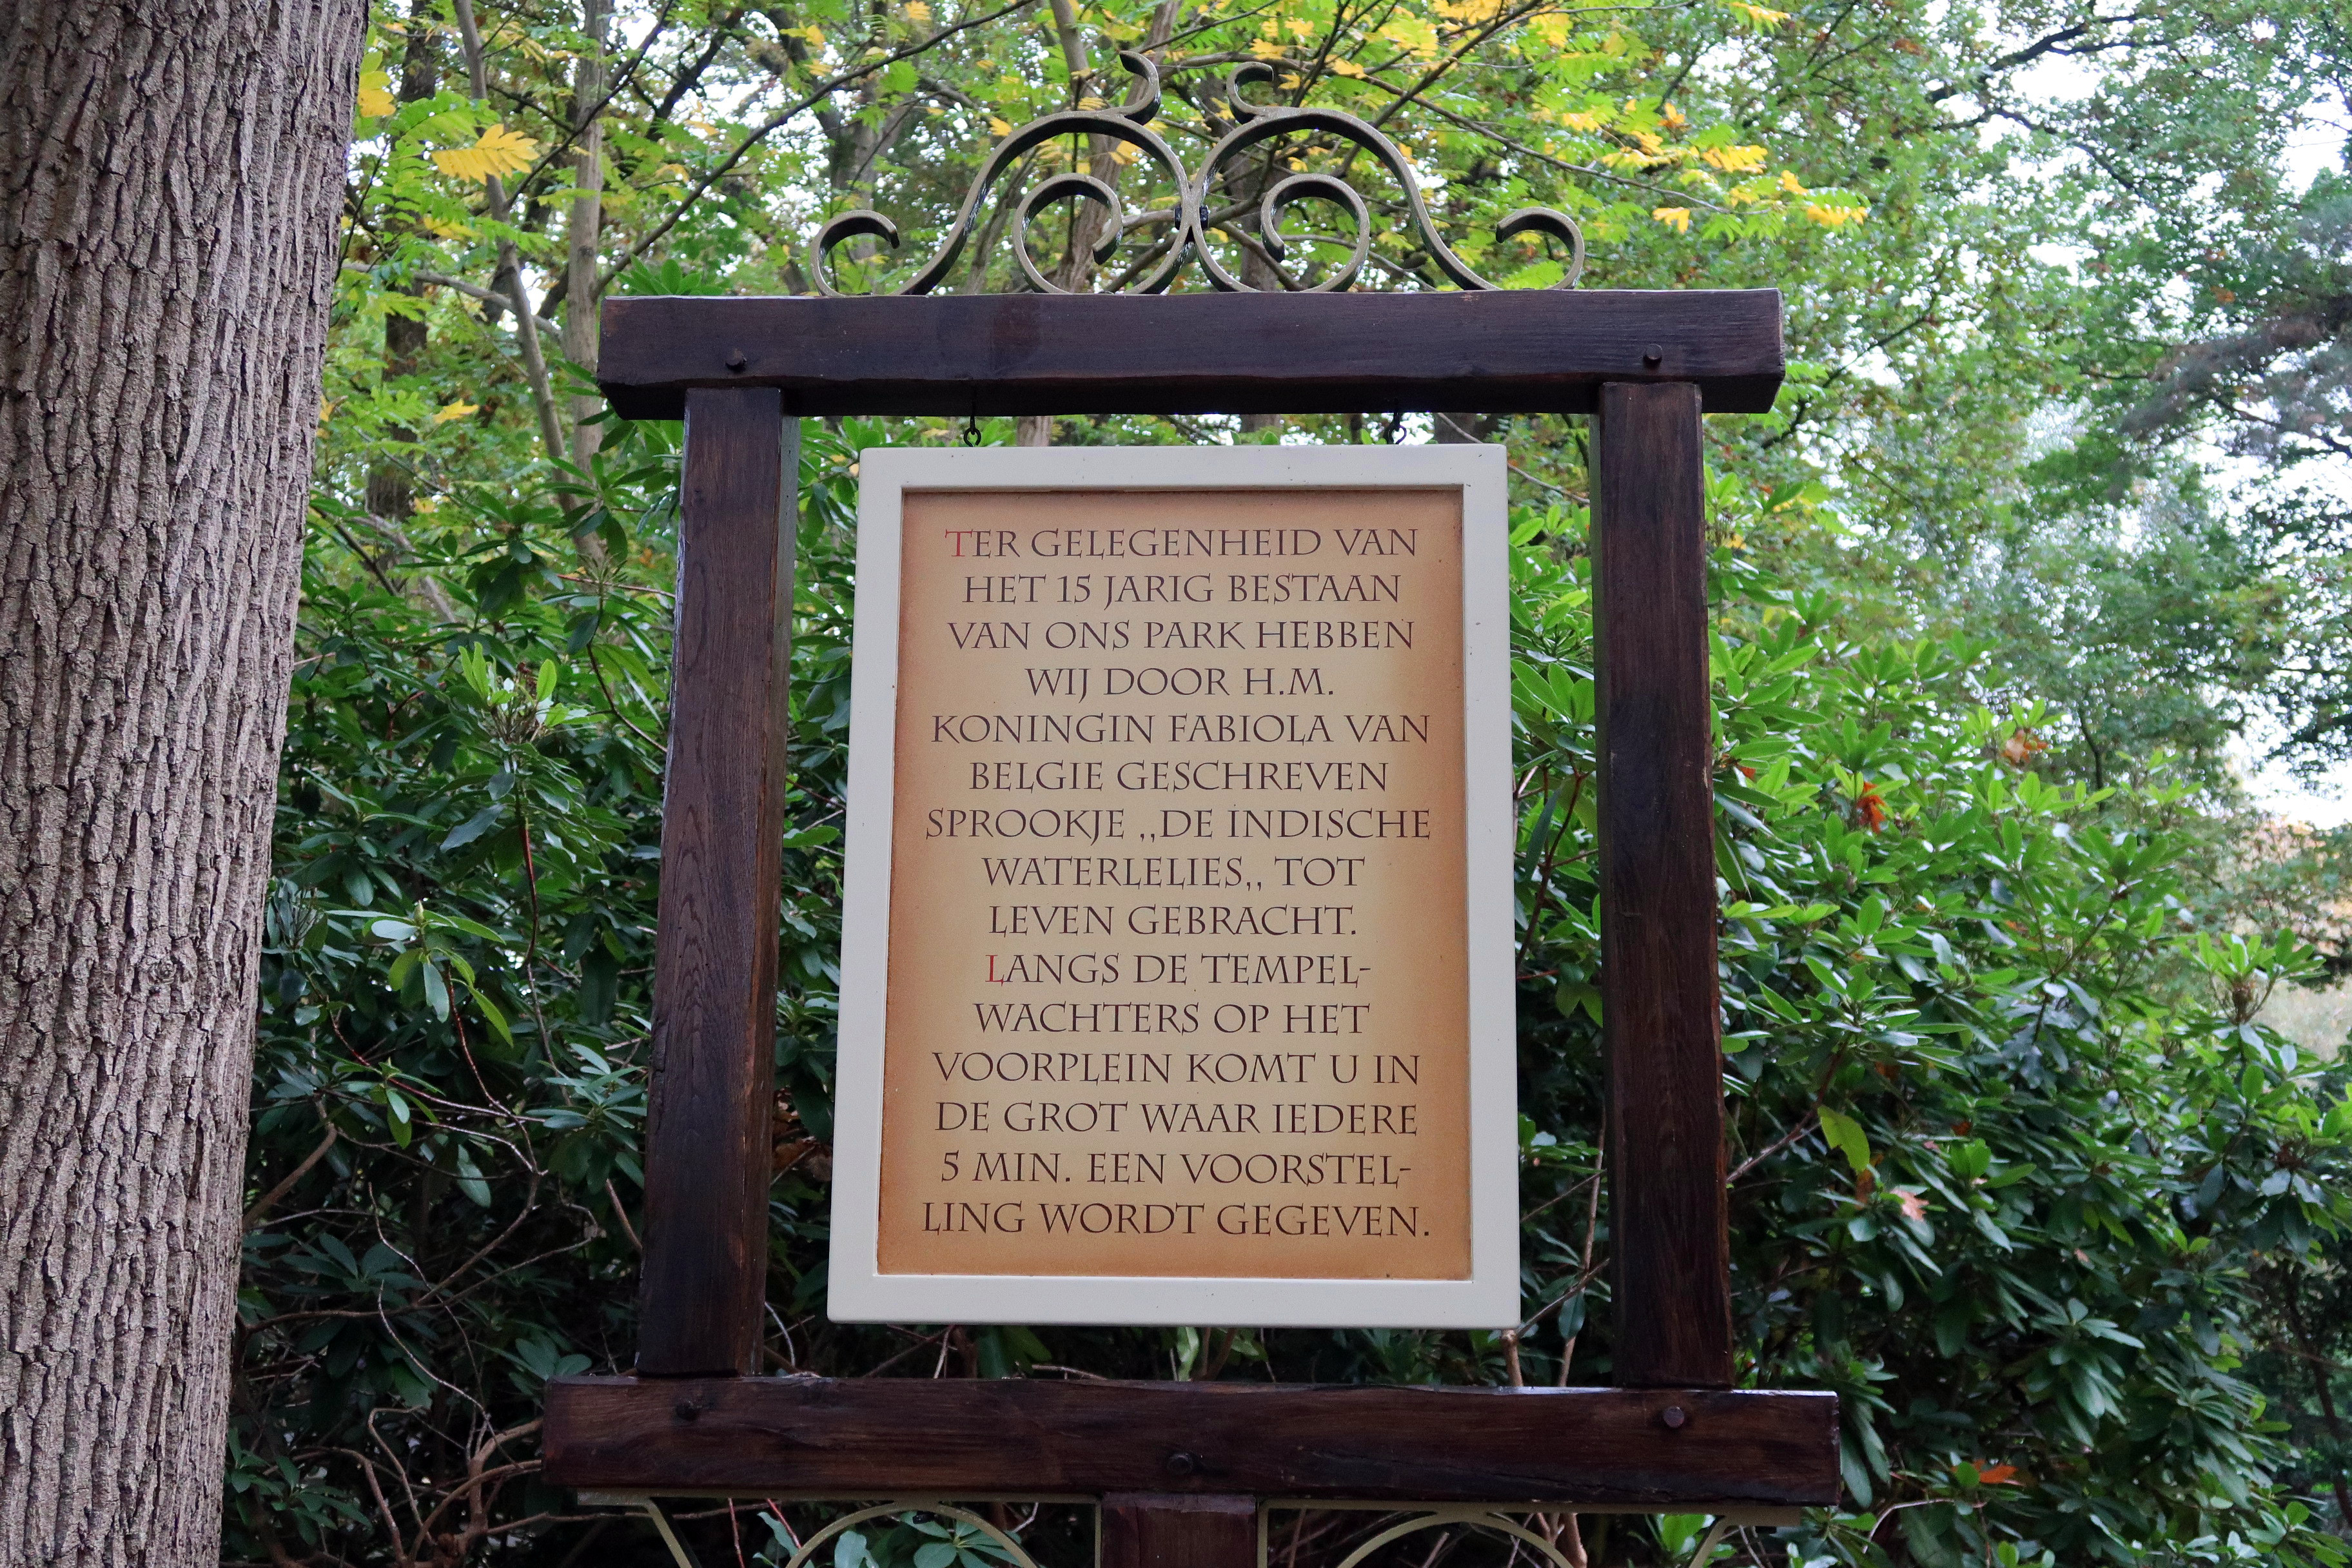 TER GELEGENHEID VAN
HET 15 JARIG BESTAAN
VAN ONS PARK HEBBEN
WIJ DOOR H.M.
KONINGIN FABIOLA VAN
BELGIE GESCHREVEN
SPROOKJE ,,DE INDISCHE
WATERLELIES,, TOT
LEVEN GEBRACHT.
LANGS DE TEMPEL-
WACHTERS OP HET
VOORPLEIN KOMT U IN
DE GROT WAAR IEDERE
5 MIN. EEN VOORSTEL-
LING WORDT GEGEVEN.